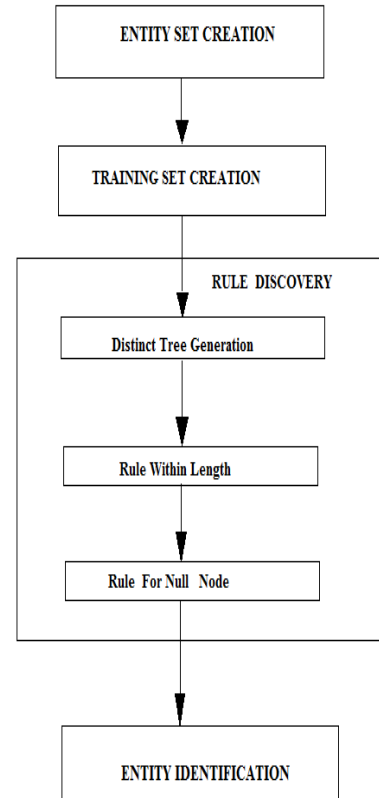 ENTITY SET CREATION
TRAINING SET CREATION
RULE DISCOVERY
Distinct Tree Generation
Rule Within Length
Rule For Null Node
ENTITY IDENTIFICATION